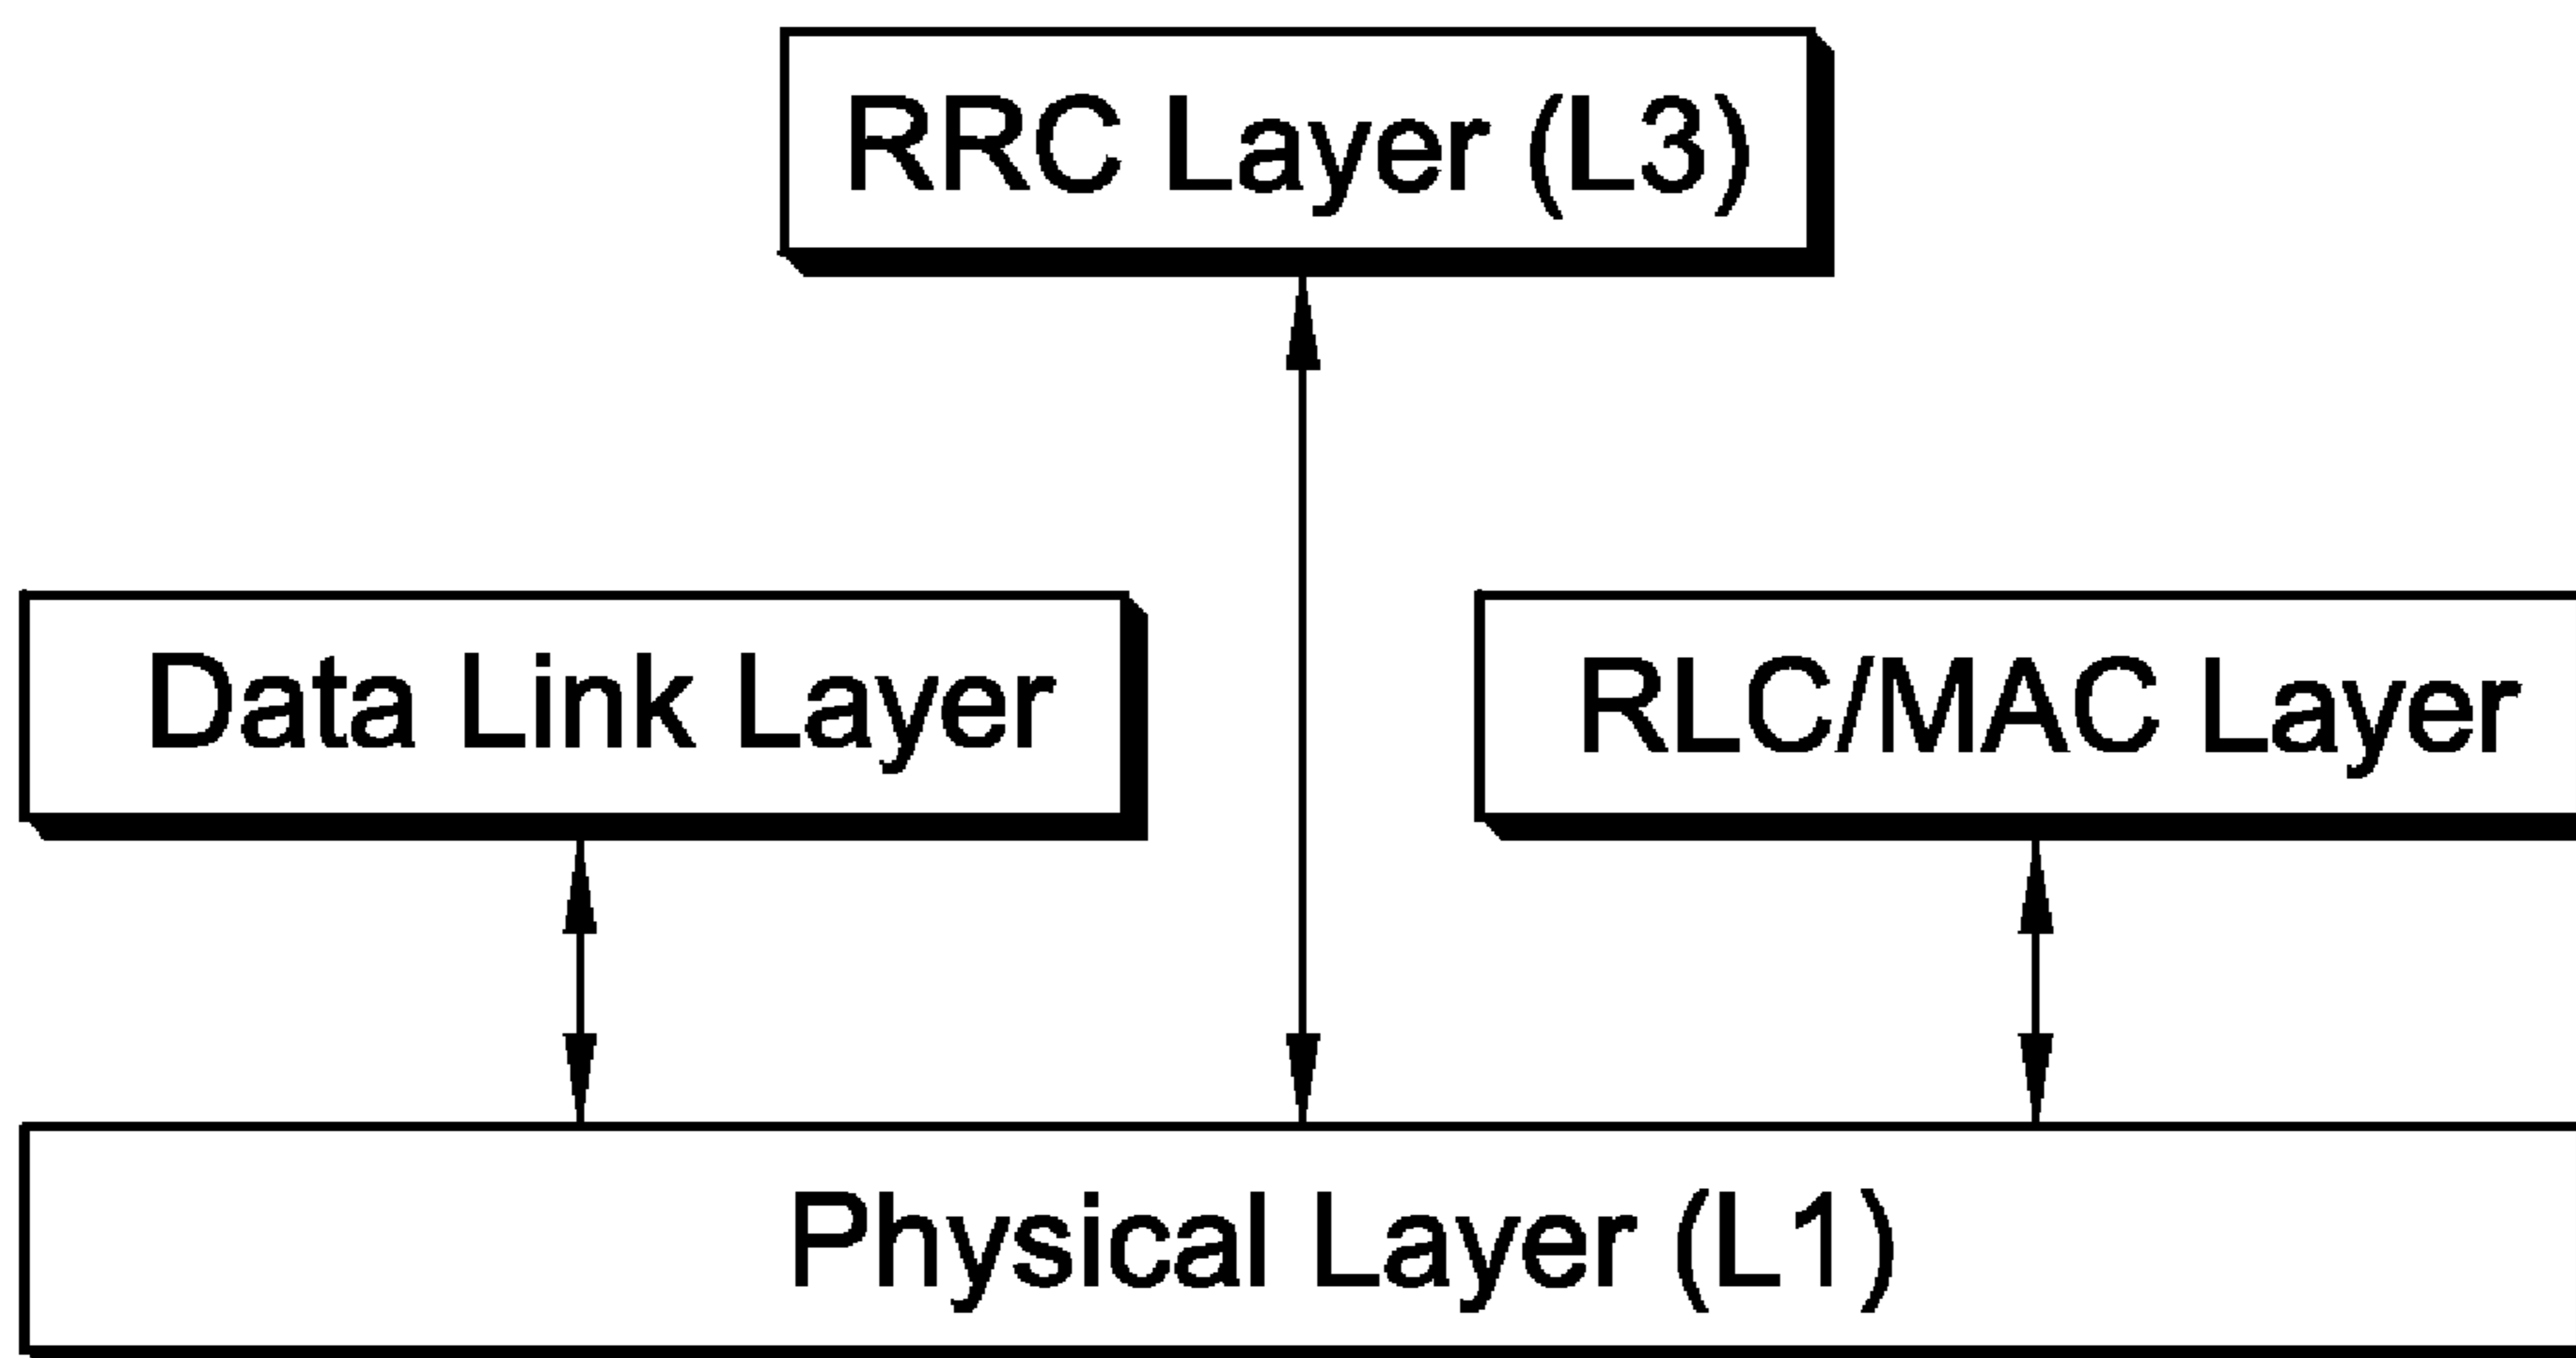 RRC Layer (L3)
Data Link Layer
RLC/MAC Layer
Physical Layer (L1)